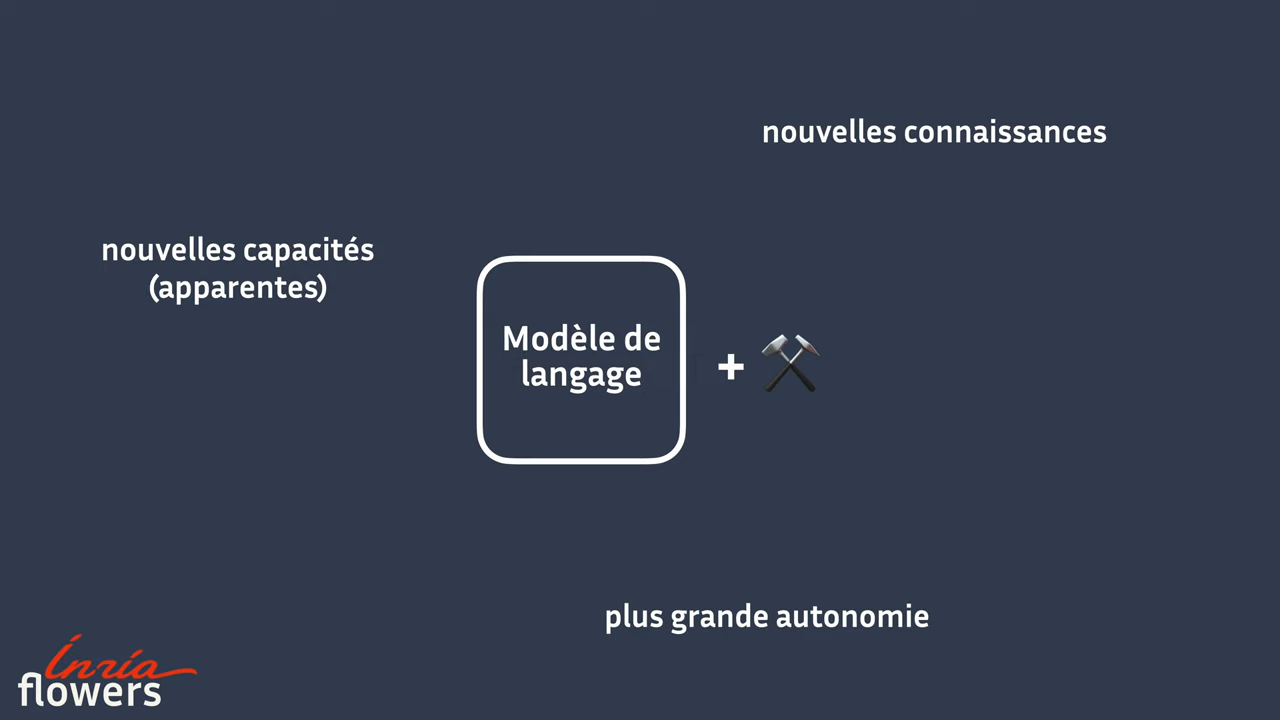 nouvelles connaissances
nouvelles capacités
(apparentes)
Modèle de
langage
+
plus grande autonomie
Inria
flowers